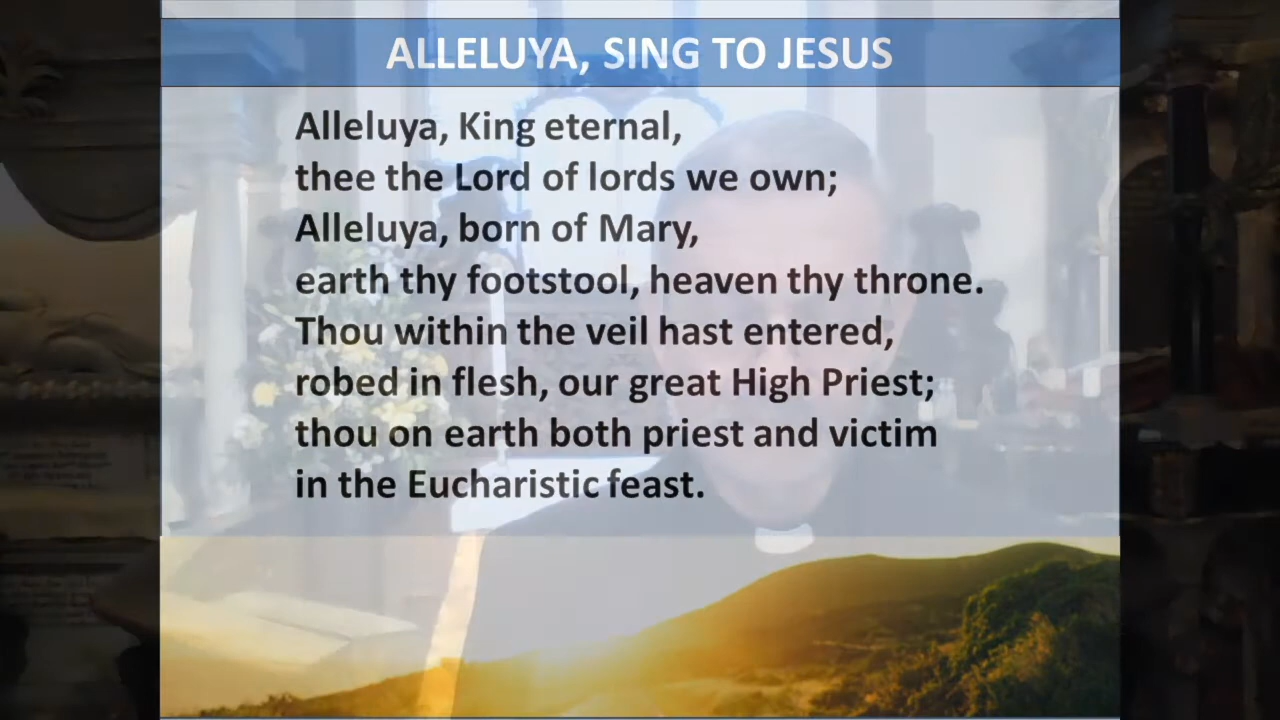 ALLELUYA, SING TO JESUS
Alleluya, King eternal,
thee the Lord of lords we own;
Alleluya, born of Mary,
earth thy footstool, heaven thy throne.
Thou within the veil hast entered,
robed in flesh, our great High Priest;
thou on earth both priest and victim
in the Eucharistic feast.